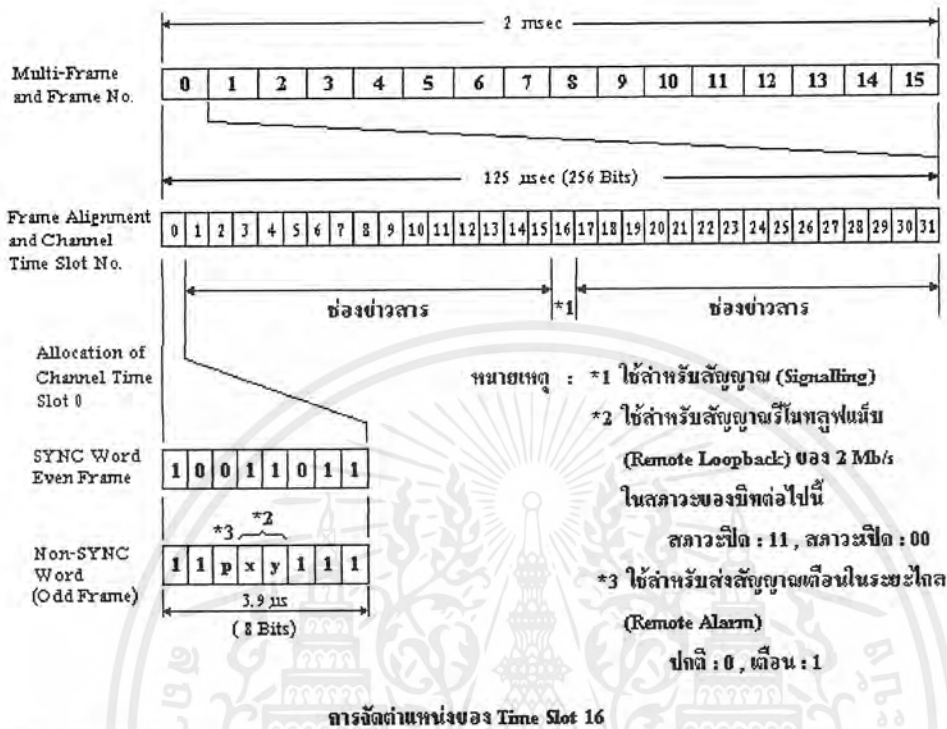 2 msec
Multi-Frame
and Frame No.
0 1 2 3 4 5 6 7 8 9 10 11 12 13 14 15
125 μsec (256 Bits)
Frame Alignment
and Channel
Time Slot No.
0 1 2 3 4 5 6 7 8 9 10 11 12 13 14 15 16 17 18 19 20 21 22 23 24 25 26 27 28 29 30 31
ช่องข่าวสาร *1 ช่องข่าวสาร
Allocation of
Channel Time
Slot 0
หมายเหตุ : *1 ใช้สำหรับสัญญาณ (Signalling)
*2 ใช้สำหรับสัญญาณรีโมทลูฟแม็บ
(Remote Loopback) ของ 2 Mb/s
ในสภาวะของบิทต่อไปนี้
สภาวะปิด : 11 , สภาวะเปิด : 00
*3 ใช้สำหรับส่งสัญญาณเตือนในระยะไกล
(Remote Alarm)
ปกติ : 0 , เตือน : 1
SYNC Word
Even Frame
1 0 0 1 1 0 1 1
*3 *2
Non-SYNC
Word
(Odd Frame)
1 1 p x y 1 1 1
3.9 μs
( 8 Bits)
การจัดตำแหน่งของ Time Slot 16